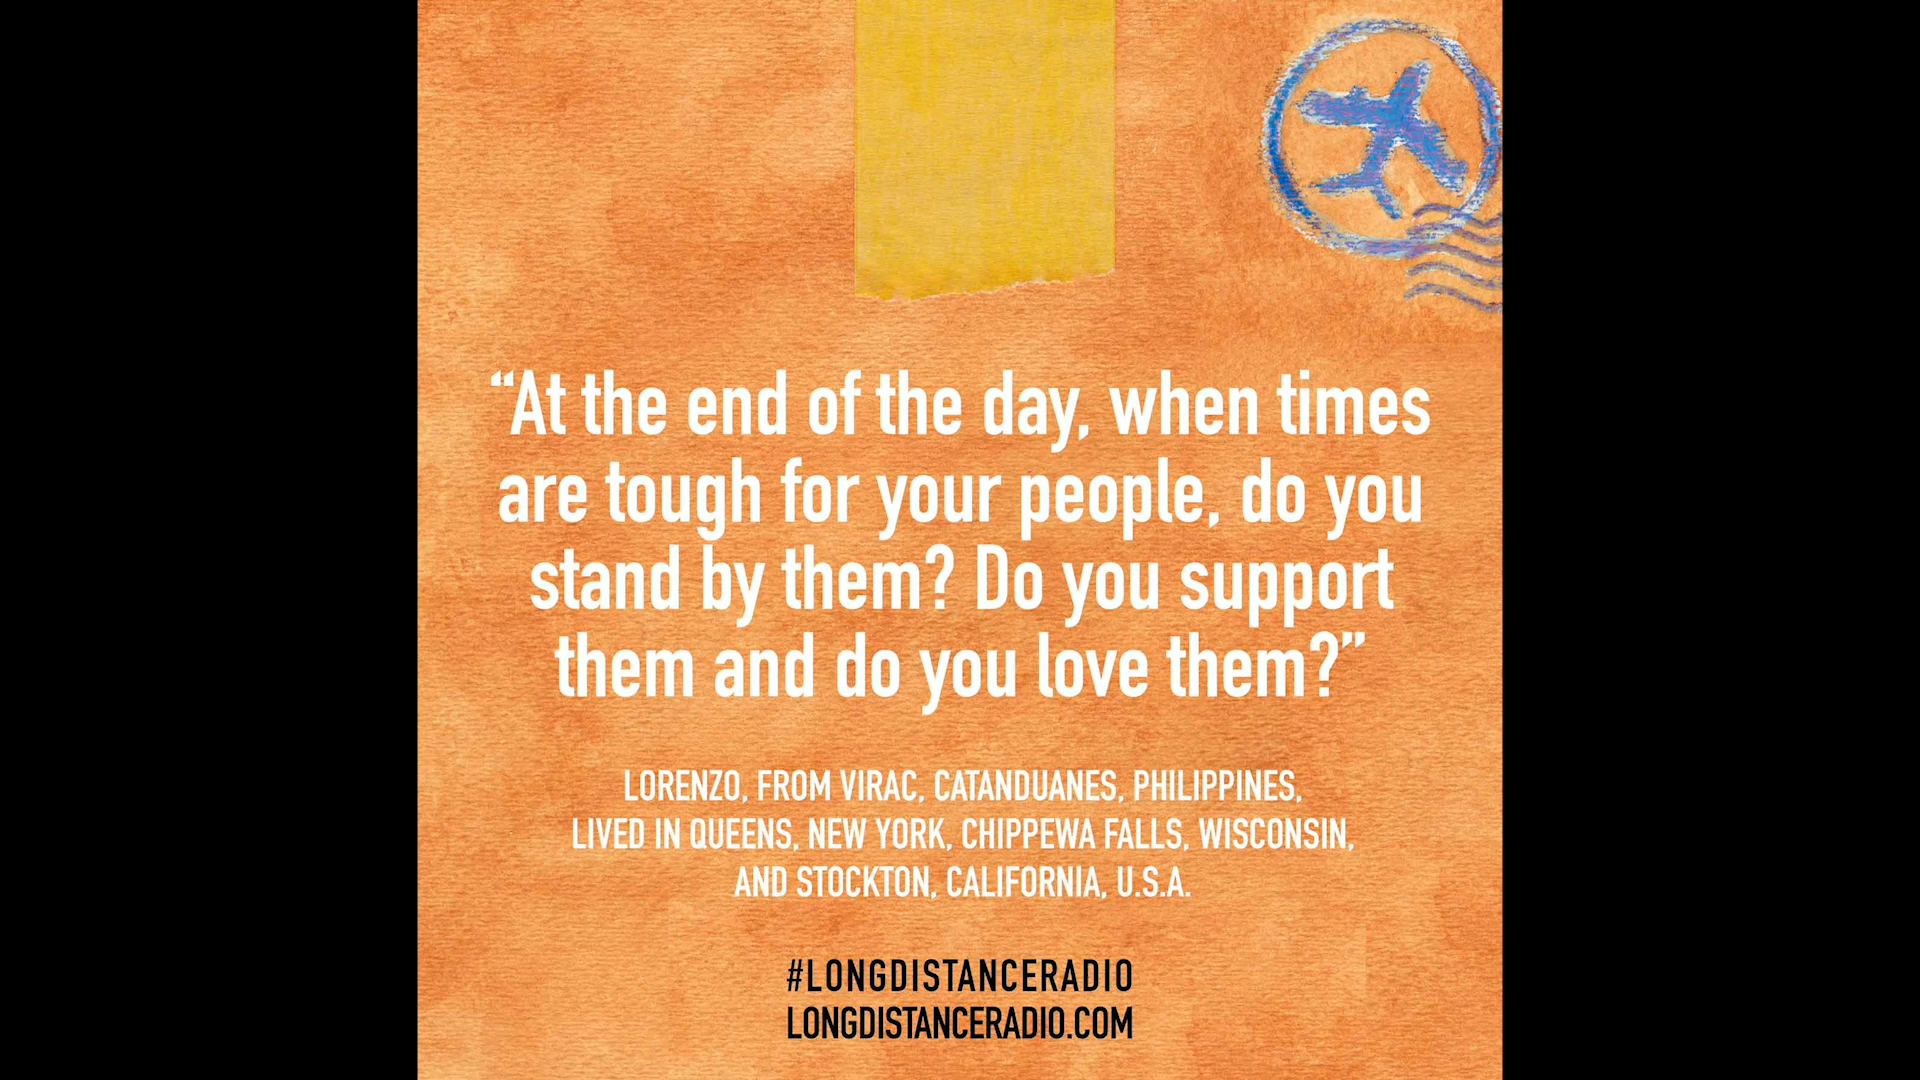 “At the end of the day, when times
are tough for your people, do you
stand by them? Do you support
them and do you love them?”
LORENZO, FROM VIRAC, CATANDUANES, PHILIPPINES,
LIVED IN QUEENS, NEW YORK, CHIPPEWA FALLS, WISCONSIN,
AND STOCKTON, CALIFORNIA, U.S.A.
#LONGDISTANCERADIO
LONGDISTANCERADIO.COM